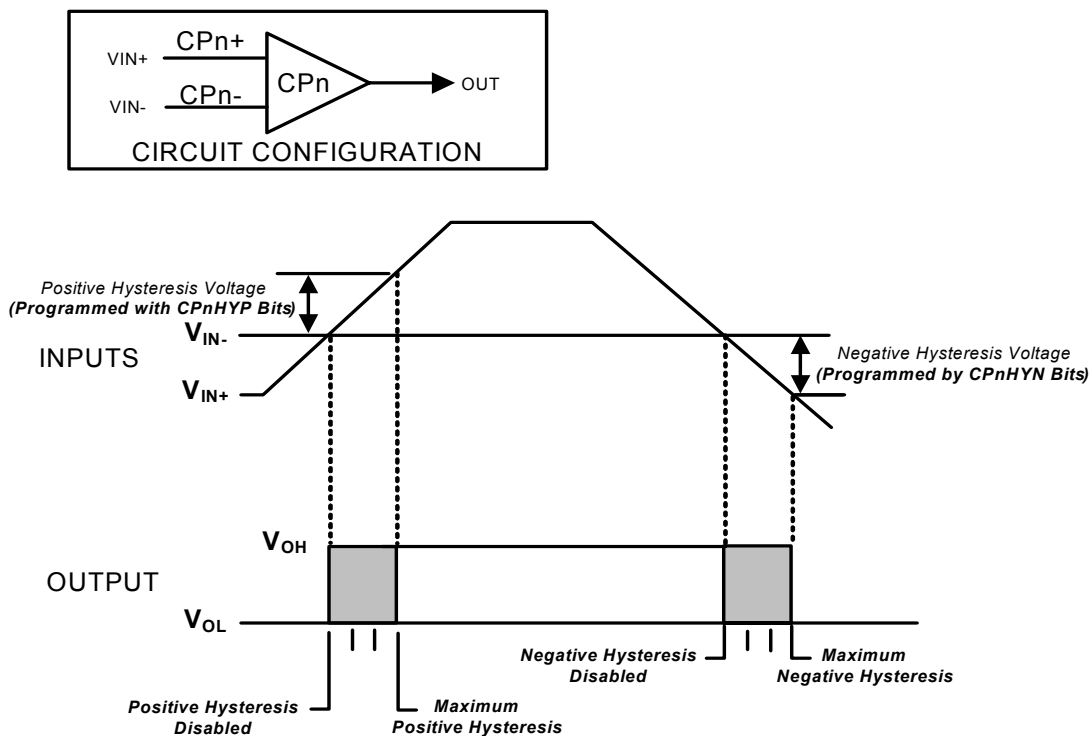 VIN+
CPn+
CPn
OUT
VIN-
CPn-
CIRCUIT CONFIGURATION
Positive Hysteresis Voltage
(Programmed with CPnHYP Bits)
VIN-
INPUTS
VIN+
Negative Hysteresis Voltage
(Programmed by CPnHYN Bits)
VOH
OUTPUT
VOL
Negative Hysteresis
Disabled
Maximum
Negative Hysteresis
Positive Hysteresis
Disabled
Maximum
Positive Hysteresis